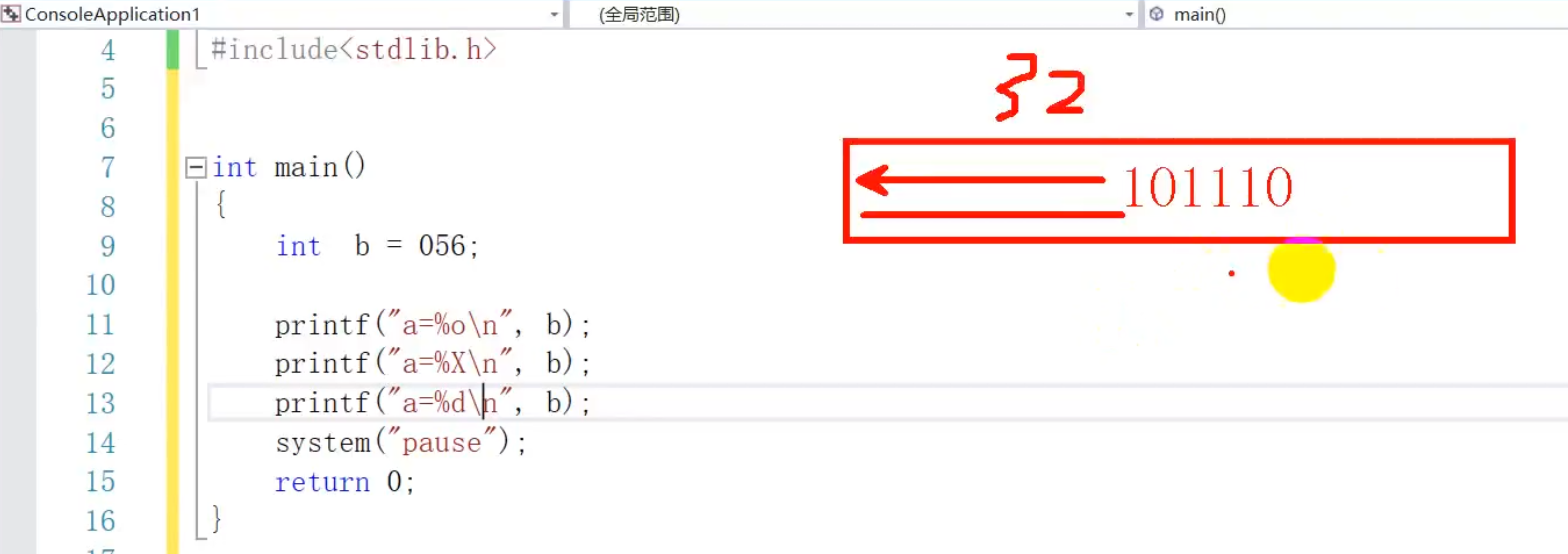 ConsoleApplication1 (全局范围) main()
4 #include<stdlib.h>
5
6
7 int main()
8 {
9 int  b = 056;
10
11 printf("a=%o\n", b);
12 printf("a=%X\n", b);
13 printf("a=%d\n", b);
14 system("pause");
15 return 0;
16 }
32
101110